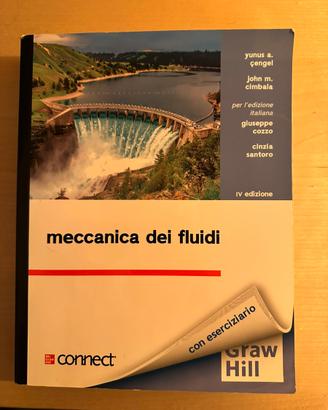 yunus a.
çengel
john m.
cimbala
per l'edizione
italiana
giuseppe
cozzo
cinzia
santoro
IV edizione
meccanica dei fluidi
con eserciziario
Graw
Hill
connect